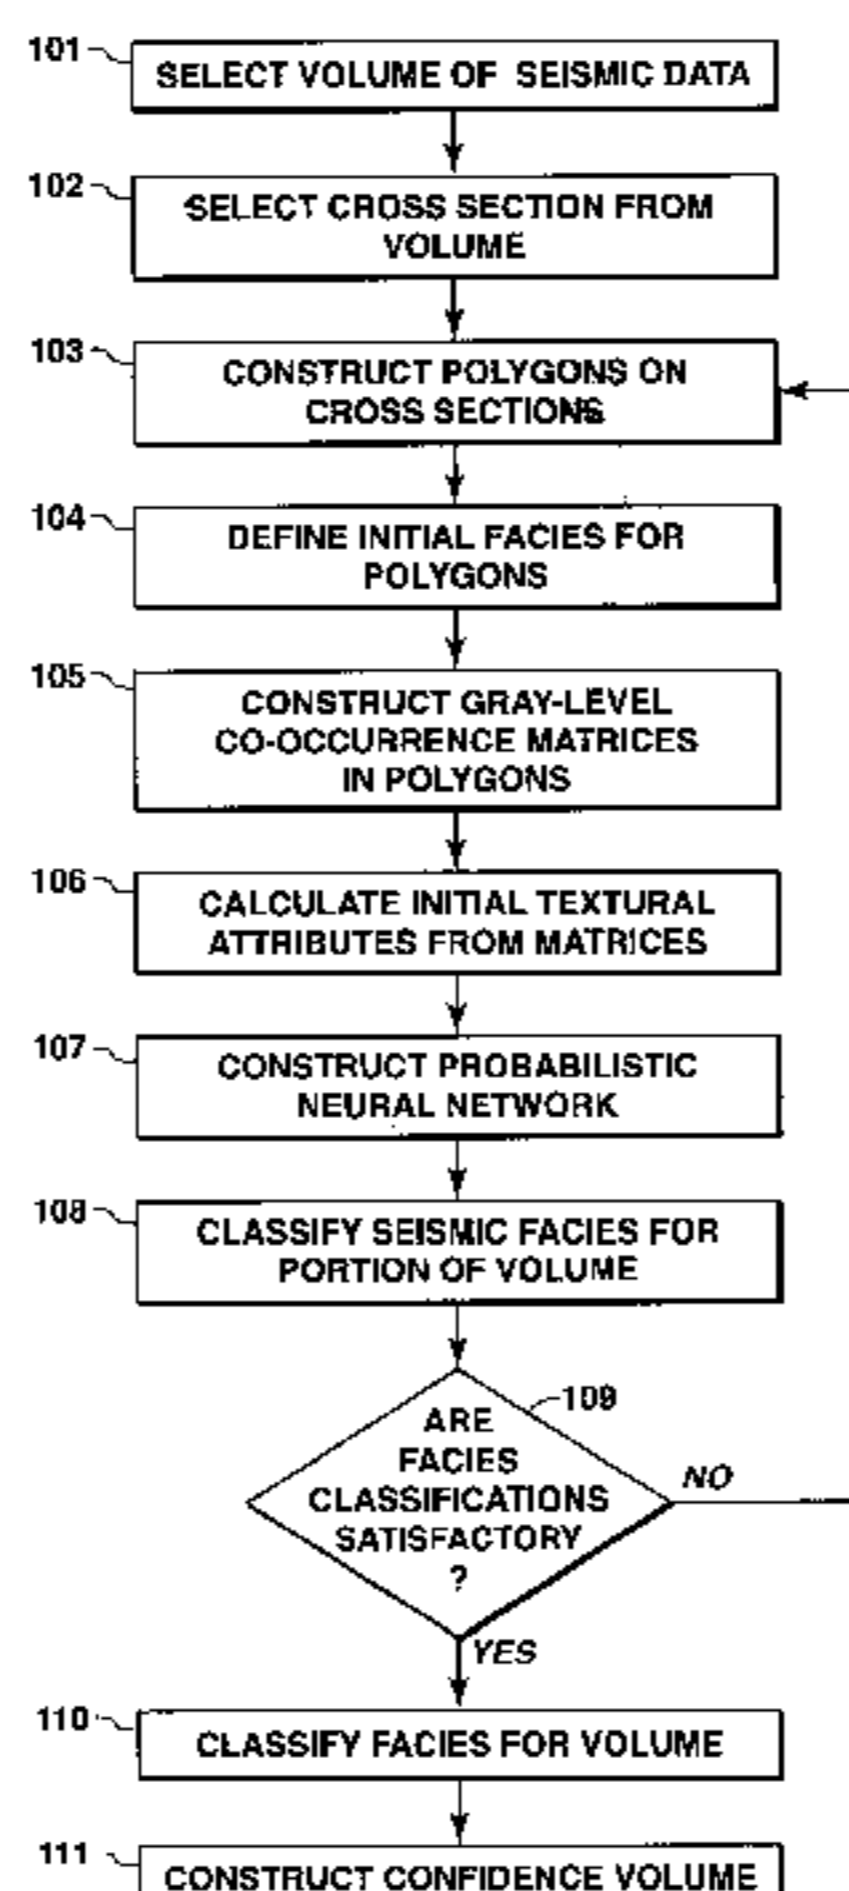 101
SELECT VOLUME OF SEISMIC DATA
102
SELECT CROSS SECTION FROM
VOLUME
103
CONSTRUCT POLYGONS ON
CROSS SECTIONS
104
DEFINE INITIAL FACIES FOR
POLYGONS
105
CONSTRUCT GRAY-LEVEL
CO-OCCURRENCE MATRICES
IN POLYGONS
106
CALCULATE INITIAL TEXTURAL
ATTRIBUTES FROM MATRICES
107
CONSTRUCT PROBABILISTIC
NEURAL NETWORK
108
CLASSIFY SEISMIC FACIES FOR
PORTION OF VOLUME
109
ARE
FACIES
CLASSIFICATIONS
SATISFACTORY
?
NO
YES
110
CLASSIFY FACIES FOR VOLUME
111
CONSTRUCT CONFIDENCE VOLUME